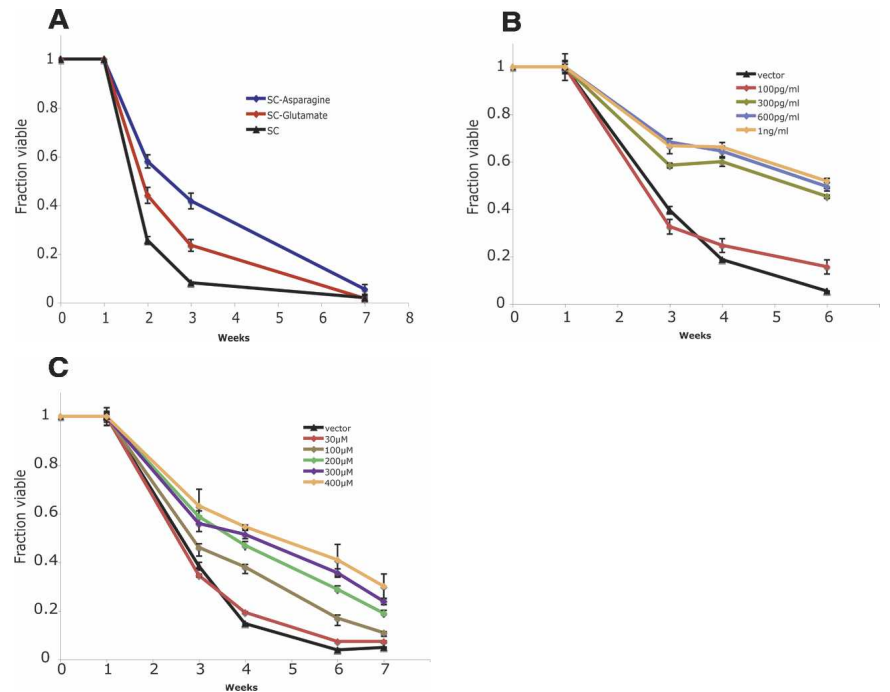 A
Fraction viable
1
0.8
0.6
0.4
0.2
0
0 1 2 3 4 5 6 7 8
Weeks
SC-Asparagine
SC-Glutamate
SC
B
Fraction viable
1
0.8
0.6
0.4
0.2
0
0 1 2 3 4 5 6
Weeks
vector
100pg/ml
300pg/ml
600pg/ml
1ng/ml
C
Fraction viable
1
0.8
0.6
0.4
0.2
0
0 1 2 3 4 5 6 7
Weeks
vector
30µM
100µM
200µM
300µM
400µM